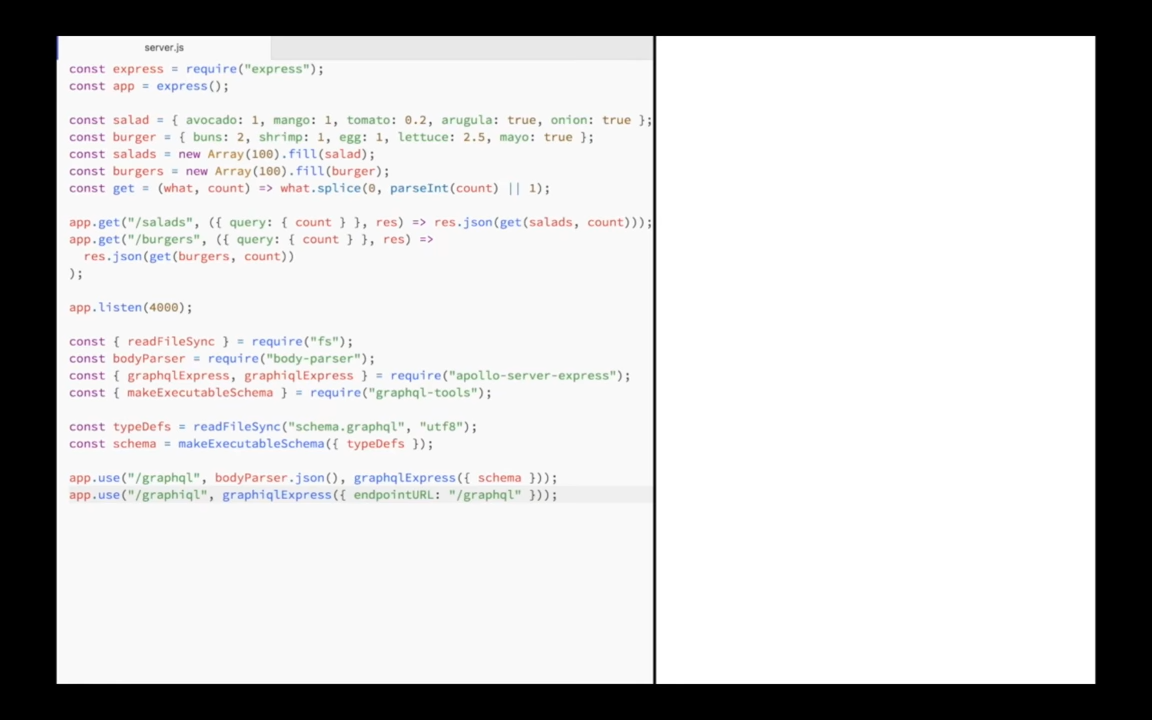 server.js
const express = require("express");
const app = express();
const salad = { avocado: 1, mango: 1, tomato: 0.2, arugula: true, onion: true };
const burger = { buns: 2, shrimp: 1, egg: 1, lettuce: 2.5, mayo: true };
const salads = new Array(100).fill(salad);
const burgers = new Array(100).fill(burger);
const get = (what, count) => what.splice(0, parseInt(count) || 1);
app.get("/salads", ({ query: { count } }, res) => res.json(get(salads, count)));
app.get("/burgers", ({ query: { count } }, res) =>
res.json(get(burgers, count))
);
app.listen(4000);
const { readFileSync } = require("fs");
const bodyParser = require("body-parser");
const { graphqlExpress, graphiqlExpress } = require("apollo-server-express");
const { makeExecutableSchema } = require("graphql-tools");
const typeDefs = readFileSync("schema.graphql", "utf8");
const schema = makeExecutableSchema({ typeDefs });
app.use("/graphql", bodyParser.json(), graphqlExpress({ schema }));
app.use("/graphiql", graphiqlExpress({ endpointURL: "/graphql" }));